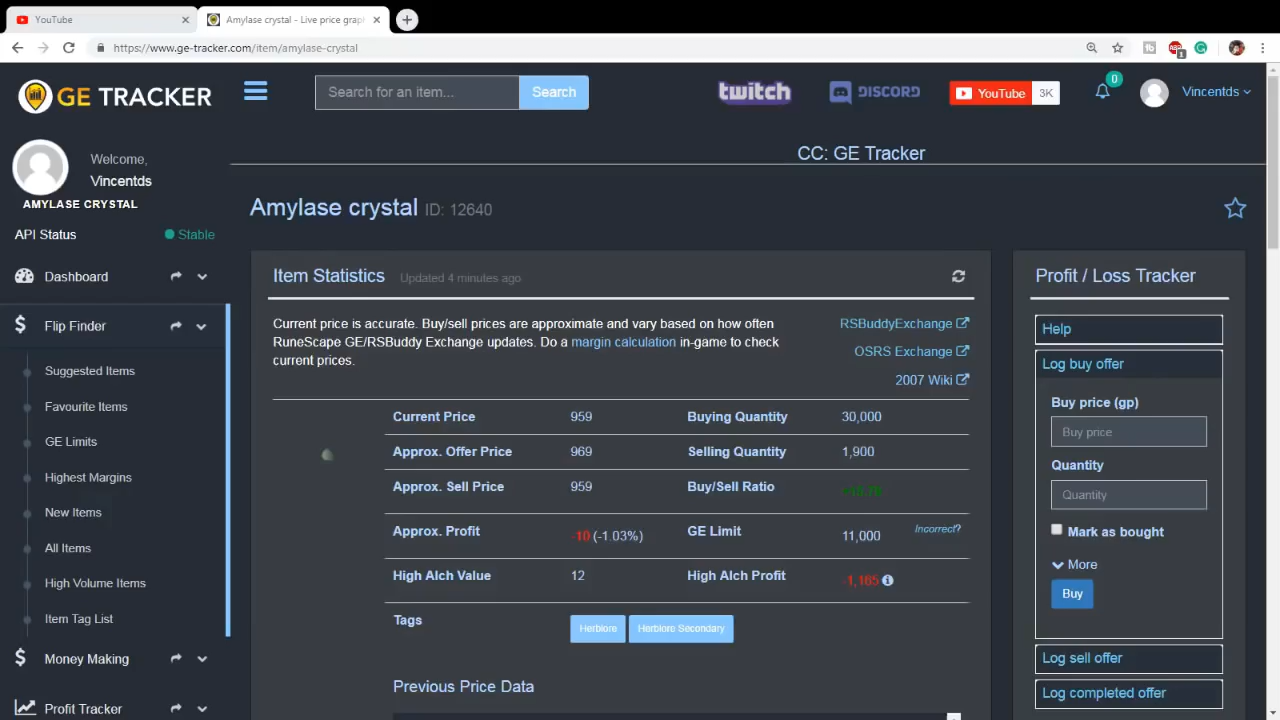 YouTube
Amylase crystal - Live price grap
https://www.ge-tracker.com/item/amylase-crystal
1
GE TRACKER
Search for an item...
Search
twitch
DISCORD
YouTube 3K
0
Vincentds
Welcome,
Vincentds
AMYLASE CRYSTAL
CC: GE Tracker
API Status
Stable
Dashboard
Flip Finder
Suggested Items
Favourite Items
GE Limits
Highest Margins
New Items
All Items
High Volume Items
Item Tag List
Money Making
Profit Tracker
Amylase crystal ID: 12640
Item Statistics Updated 4 minutes ago
Current price is accurate. Buy/sell prices are approximate and vary based on how often
RuneScape GE/RSBuddy Exchange updates. Do a margin calculation in-game to check
current prices.
RSBuddyExchange
OSRS Exchange
2007 Wiki
Current Price 959 Buying Quantity 30,000
Approx. Offer Price 969 Selling Quantity 1,900
Approx. Sell Price 959 Buy/Sell Ratio
Approx. Profit -10 (-1.03%) GE Limit 11,000 Incorrect?
High Alch Value 12 High Alch Profit -1,165
Tags Herblore Herblore Secondary
Previous Price Data
Profit / Loss Tracker
Help
Log buy offer
Buy price (gp)
Buy price
Quantity
Quantity
Mark as bought
More
Buy
Log sell offer
Log completed offer